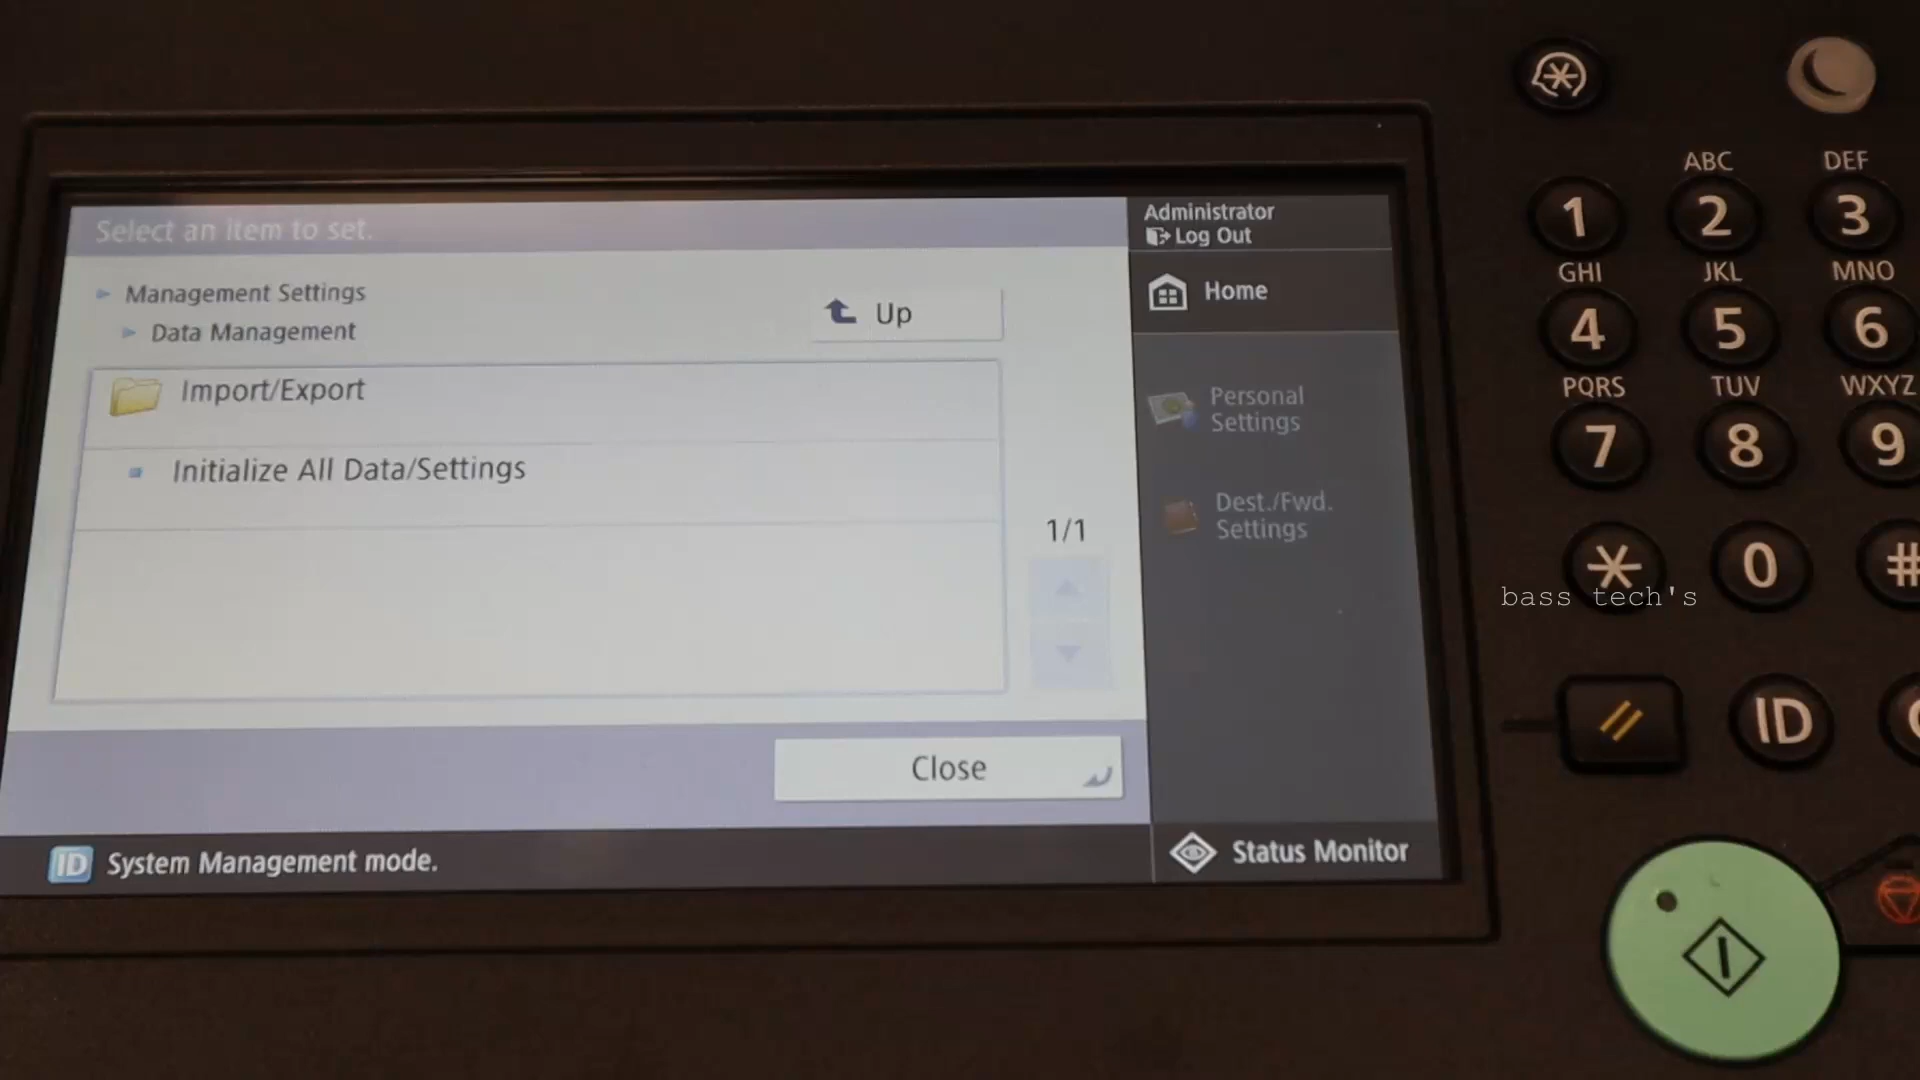 Select an item to set.
Management Settings
Data Management
Up
Import/Export
Initialize All Data/Settings
1/1
Close
ID System Management mode.
Administrator
Log Out
Home
Personal
Settings
Dest./Fwd.
Settings
Status Monitor
ABC DEF
1 2 3
GHI JKL MNO
4 5 6
PQRS TUV WXYZ
7 8 9
* 0 #
bass tech's
ID